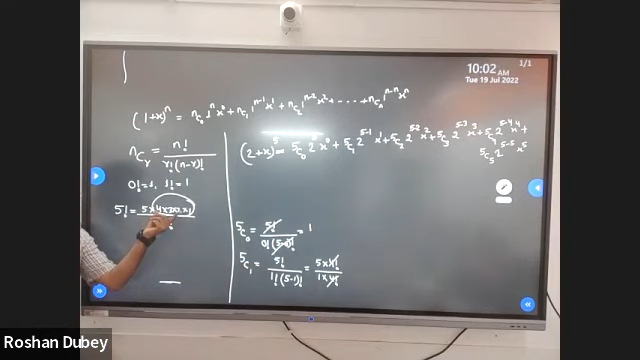 10:02 AM
1/1
Tue 19 Jul 2022
(1+x)ⁿ = nC₀ 1ⁿ x⁰ + nC₁ 1ⁿ⁻¹ x¹ + nC₂ 1ⁿ⁻² x² + ---- + nCₙ 1ⁿ⁻ⁿ xⁿ
nCᵣ = n! / r!(n-r)!
0! = 1, 1! = 1
5! = 5×4×3×2×1
(2+x)⁵ = 5C₀ 2⁵ x⁰ + 5C₁ 2⁵⁻¹ x¹ + 5C₂ 2⁵⁻² x² + 5C₃ 2⁵⁻³ x³ + 5C₄ 2⁵⁻⁴ x⁴ +
5C₅ 2⁵⁻⁵ x⁵
5C₀ = 5! / 0!(5-0)! = 1
5C₁ = 5! / 1!(5-1)! = 5×4! / 1×4!
Roshan Dubey